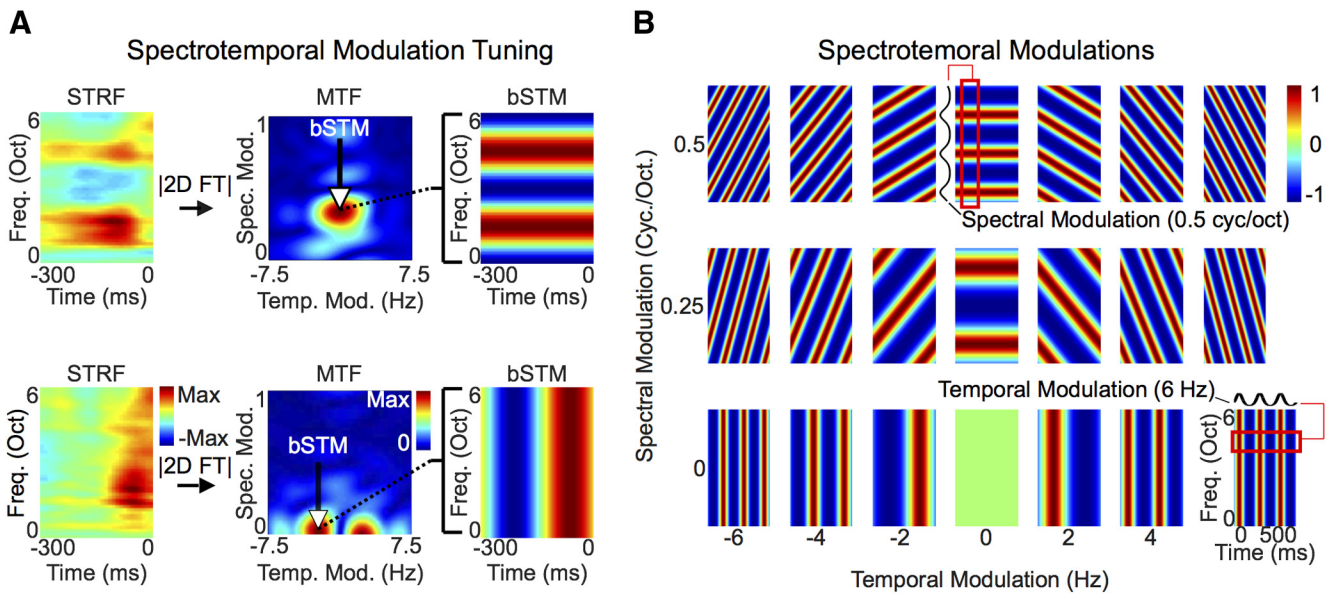 A
Spectrotemporal Modulation Tuning
STRF
MTF
bSTM
6
Freq. (Oct)
0
-300
0
Time (ms)
|2D FT|
1
bSTM
Spec. Mod.
0
-7.5
7.5
Temp. Mod. (Hz)
6
Freq. (Oct)
0
-300
0
Time (ms)
STRF
MTF
bSTM
6
Freq. (Oct)
0
-300
0
Time (ms)
Max
-Max
|2D FT|
1
Max
0
bSTM
Spec. Mod.
0
-7.5
7.5
Temp. Mod. (Hz)
6
Freq. (Oct)
0
-300
0
Time (ms)
B
Spectrotemoral Modulations
Spectral Modulation (Cyc./Oct.)
0.5
1
0
-1
Spectral Modulation (0.5 cyc/oct)
0.25
Temporal Modulation (6 Hz)
0
6
Freq. (Oct)
0
0 500
Time (ms)
-6 -4 -2 0 2 4
Temporal Modulation (Hz)